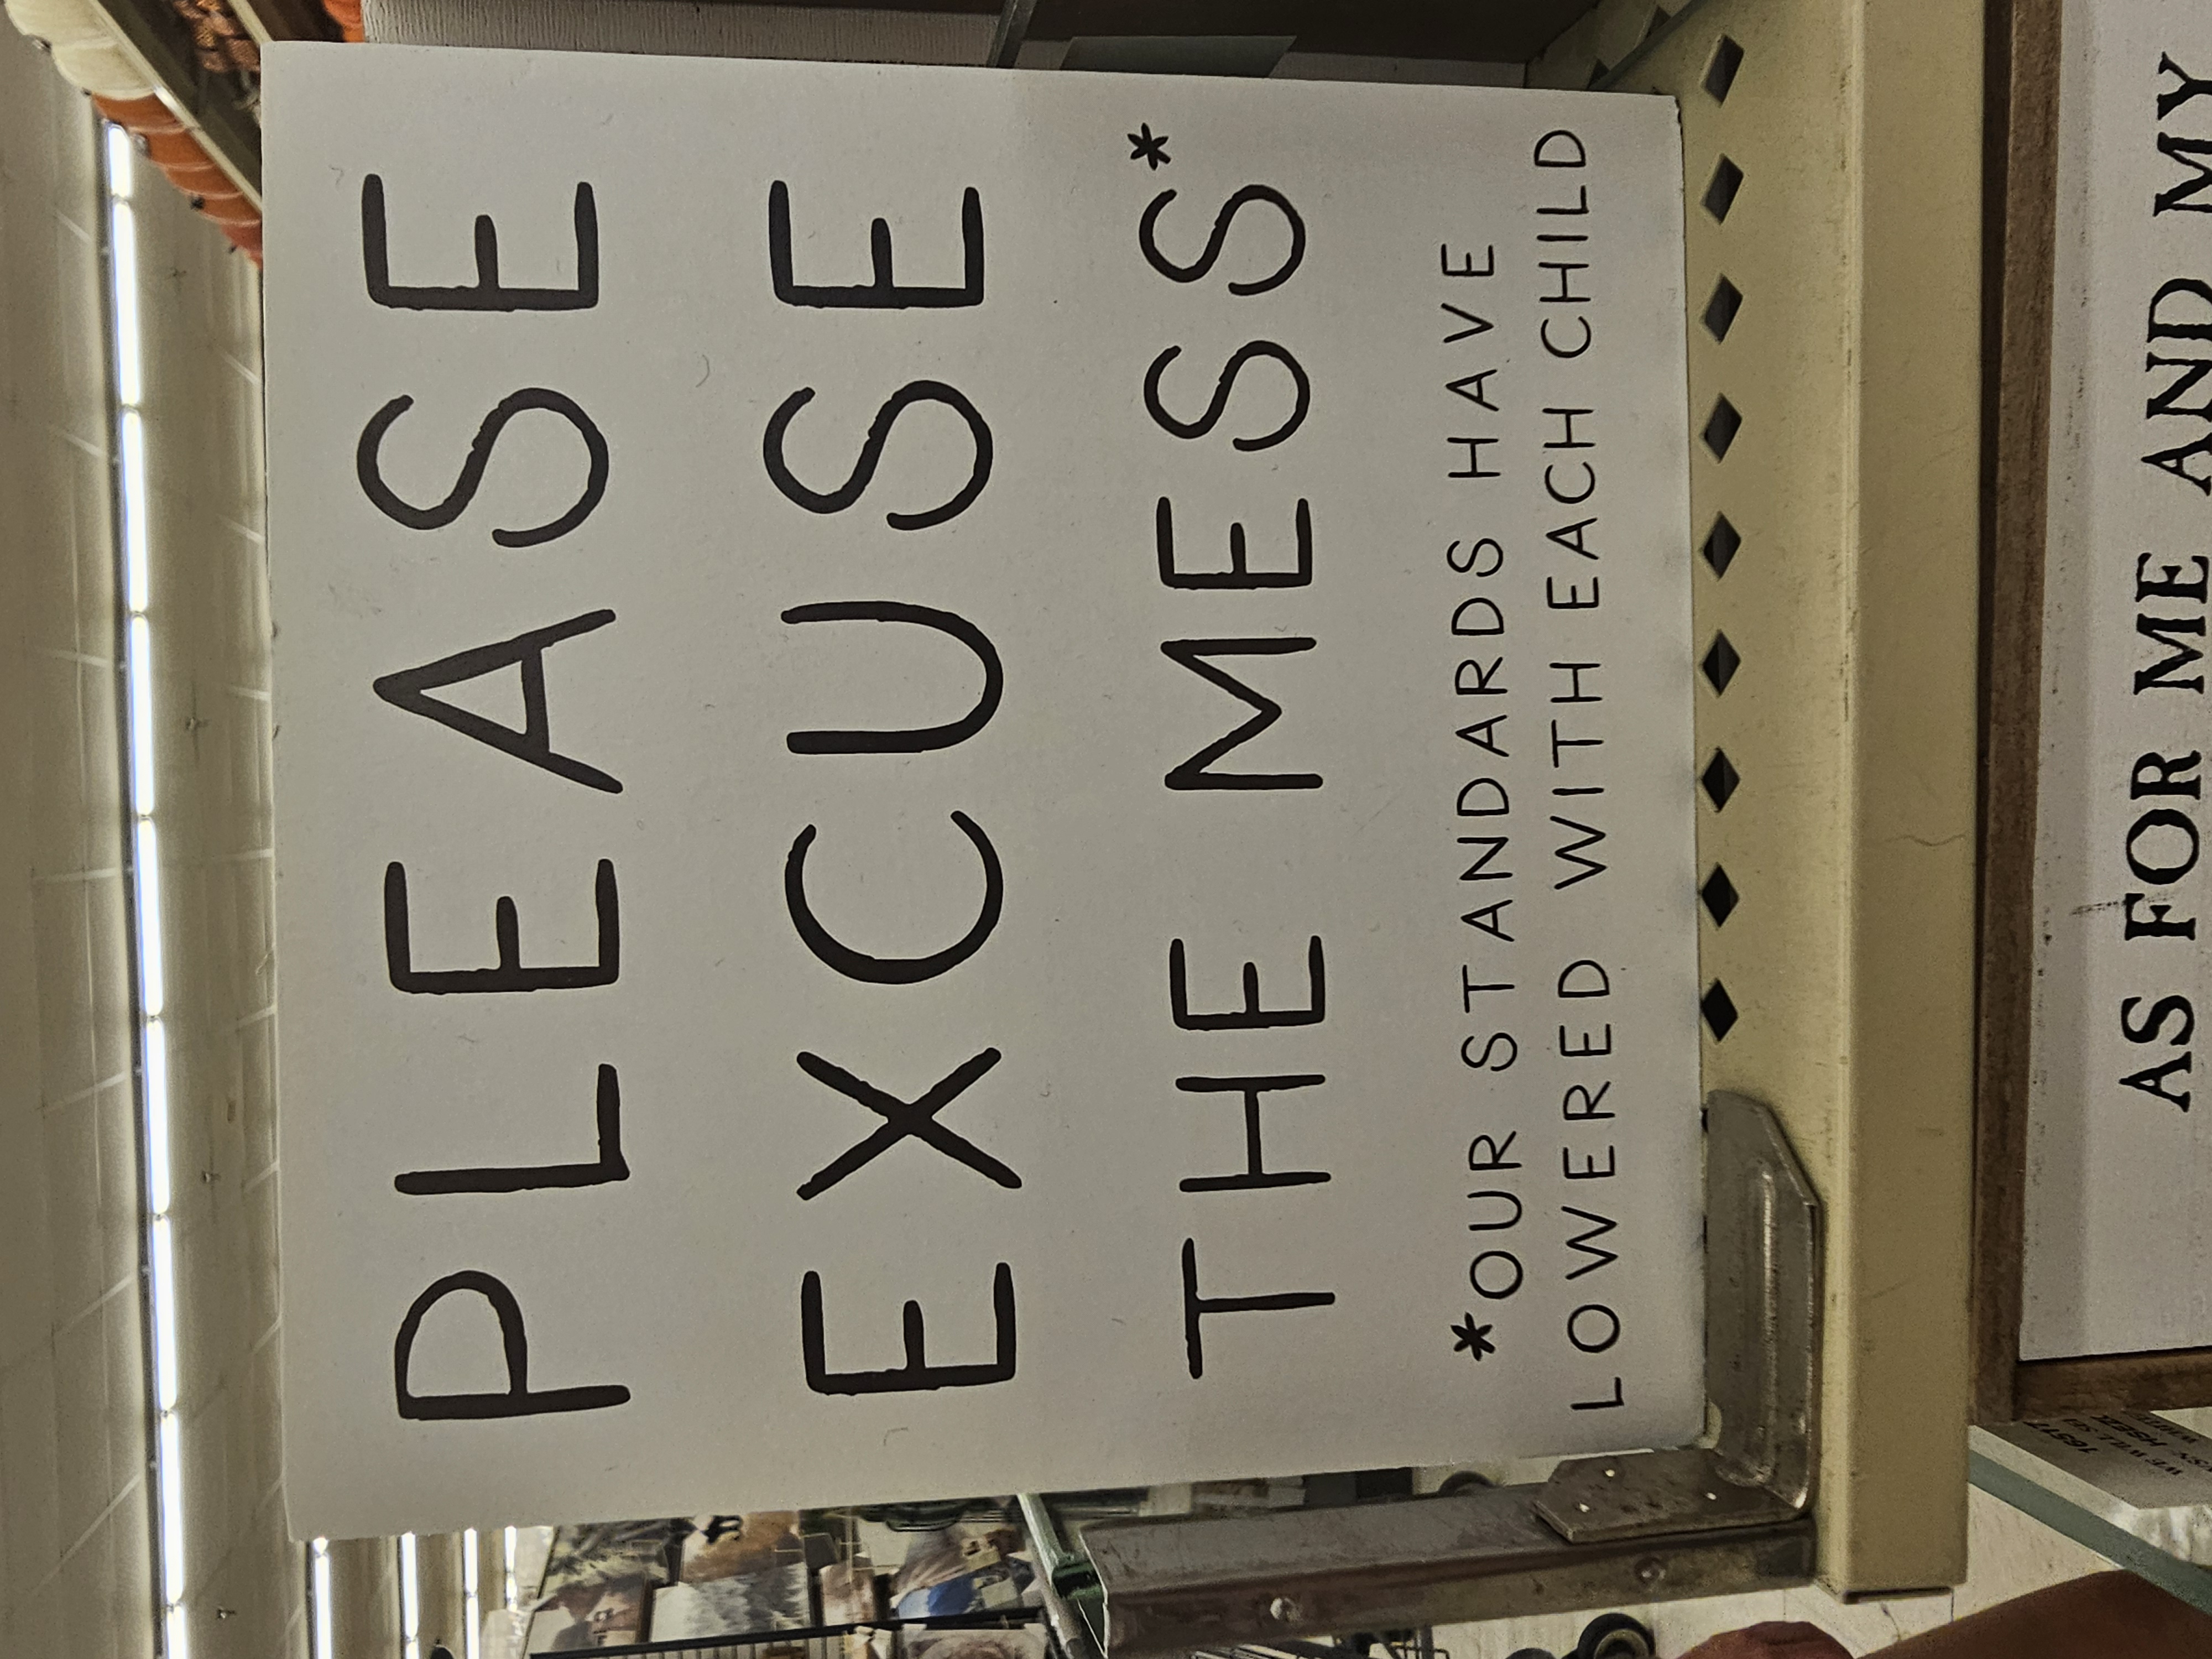 PLEASE
EXCUSE
THE MESS*
*OUR STANDARDS HAVE
LOWERED WITH EACH CHILD
AS FOR ME AND MY